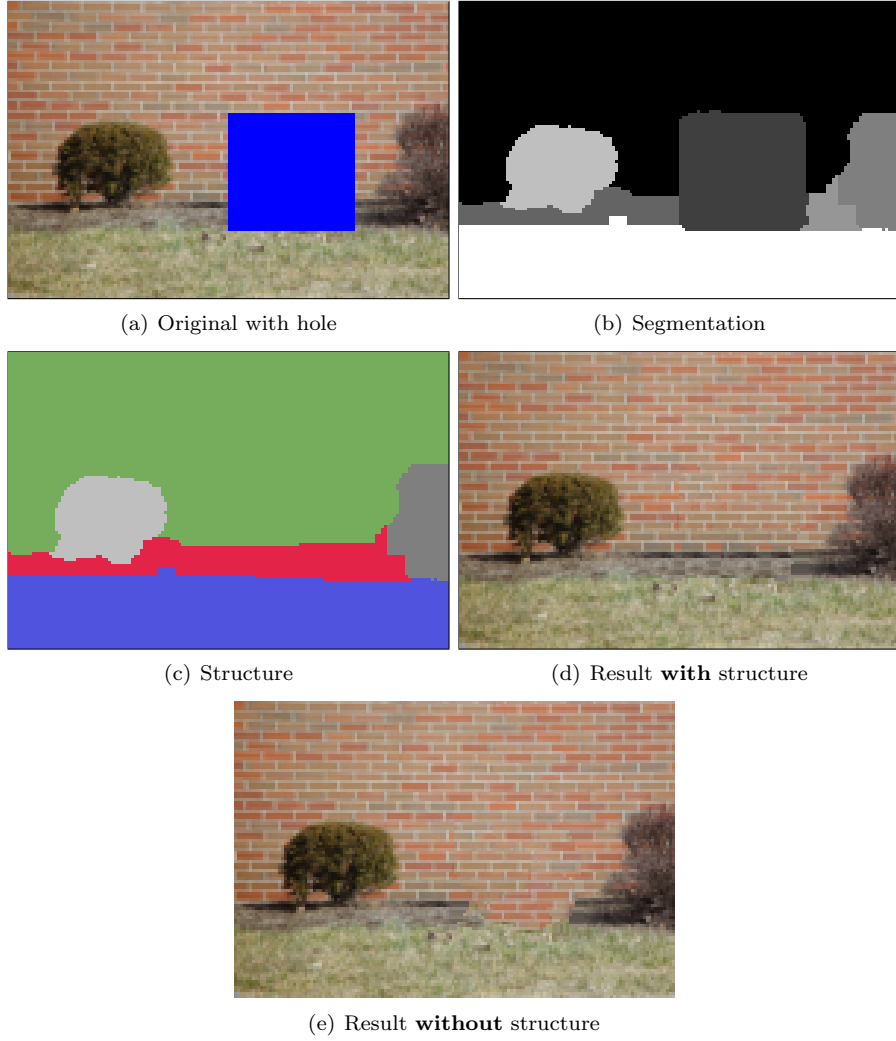 (a) Original with hole
(b) Segmentation
(c) Structure
(d) Result with structure
(e) Result without structure